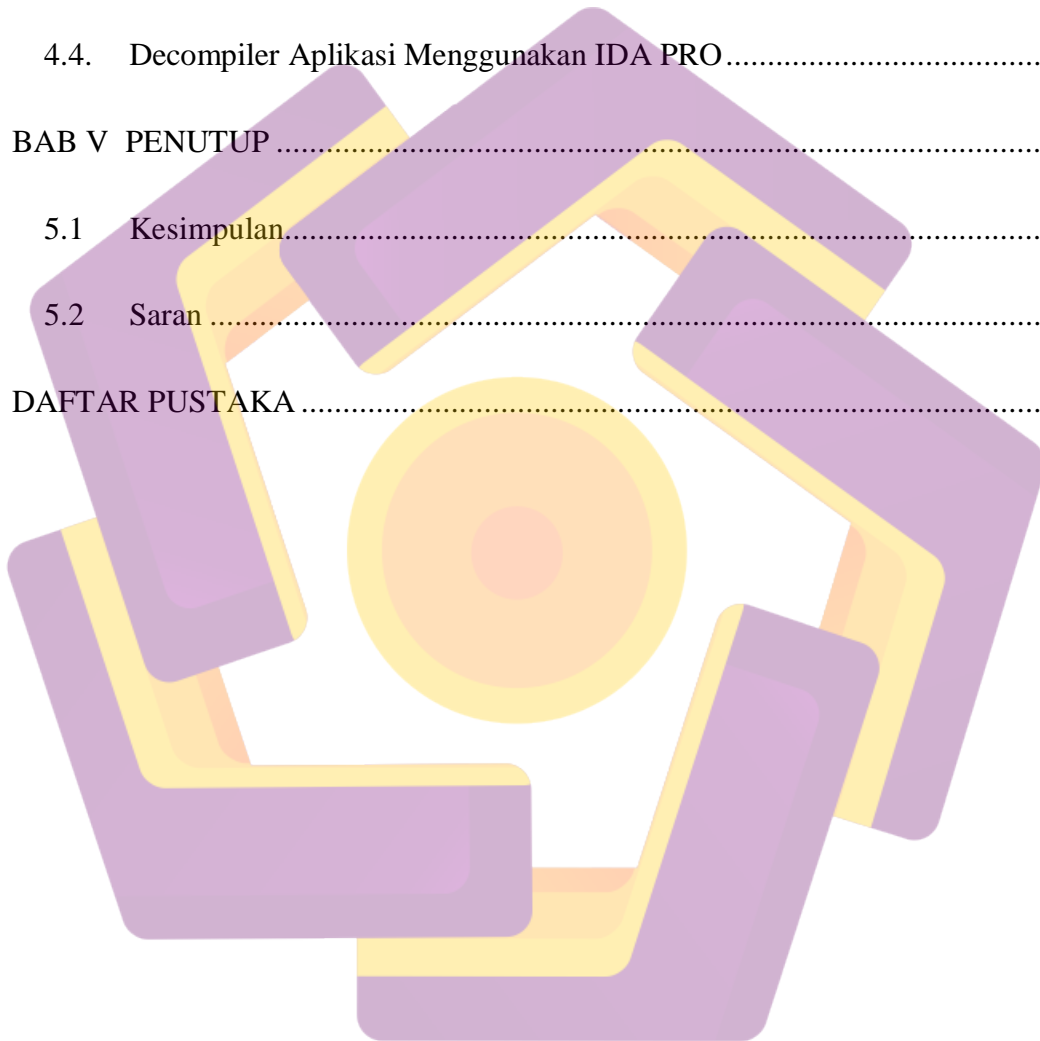 4.4. Decompiler Aplikasi Menggunakan IDA PRO....................................
BAB V PENUTUP ...................................................................................
5.1 Kesimpulan.....................................................................................
5.2 Saran ..............................................................................................
DAFTAR PUSTAKA ................................................................................